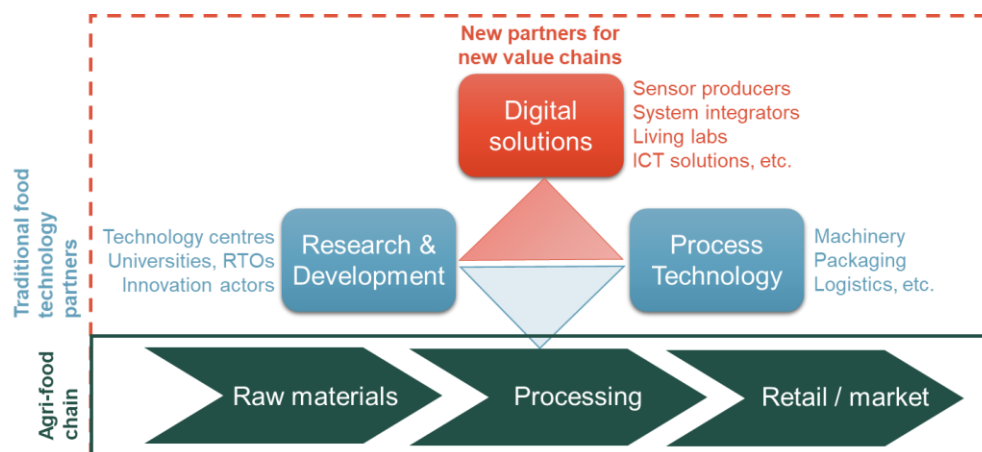 New partners for
new value chains
Digital
solutions
Sensor producers
System integrators
Living labs
ICT solutions, etc.
Traditional food
technology
partners
Technology centres
Universities, RTOs
Innovation actors
Research &
Development
Process
Technology
Machinery
Packaging
Logistics, etc.
Agri-food
chain
Raw materials
Processing
Retail / market